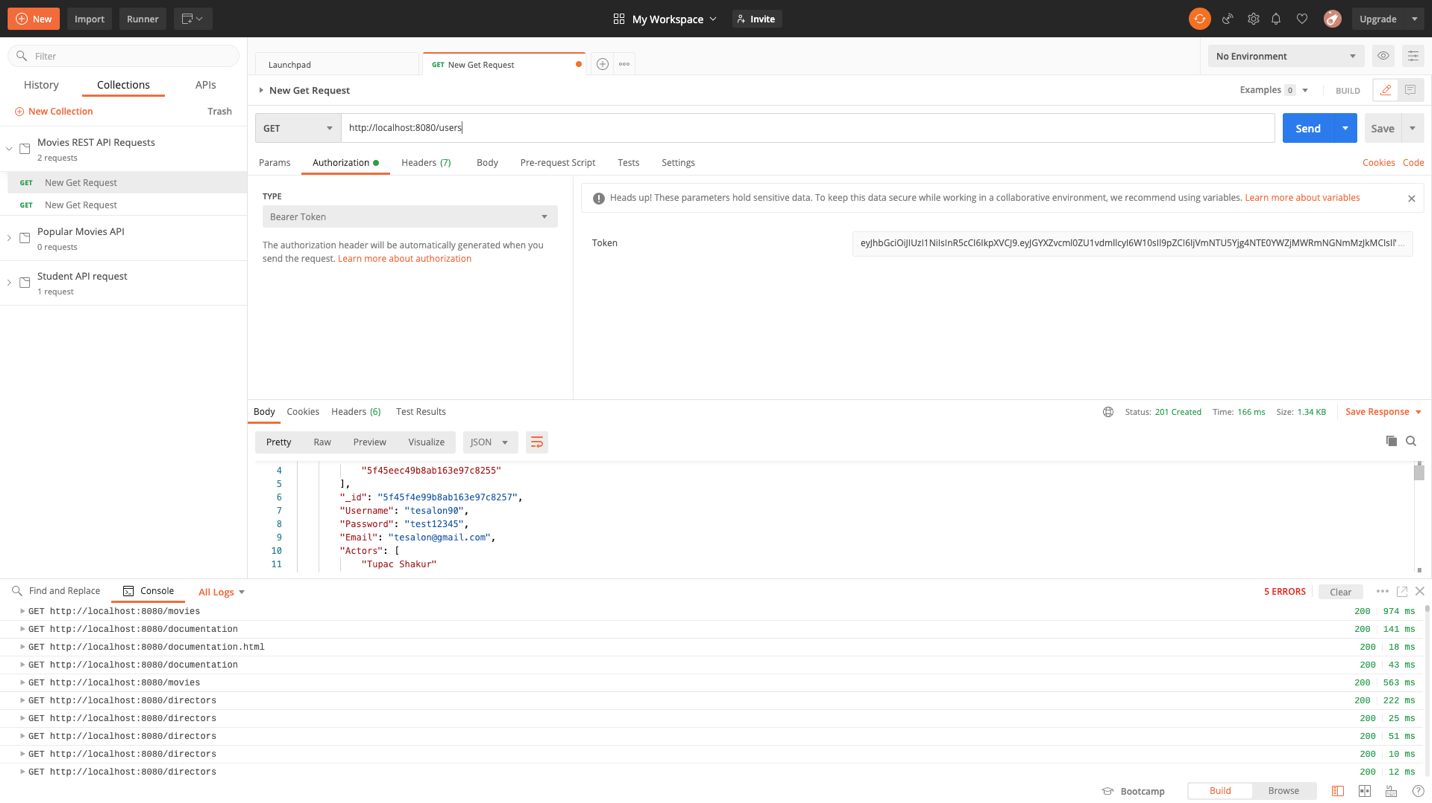 New Import Runner My Workspace Invite Upgrade
Filter
History Collections APIs
New Collection Trash
Movies REST API Requests
2 requests
GET New Get Request
GET New Get Request
Popular Movies API
0 requests
Student API request
1 request
Launchpad GET New Get Request No Environment
New Get Request Examples 0 BUILD
GET http://localhost:8080/users Send Save
Params Authorization Headers (7) Body Pre-request Script Tests Settings Cookies Code
TYPE
Bearer Token
The authorization header will be automatically generated when you
send the request. Learn more about authorization
Heads up! These parameters hold sensitive data. To keep this data secure while working in a collaborative environment, we recommend using variables. Learn more about variables
Token
Body Cookies Headers (6) Test Results Status: 201 Created Time: 166 ms Size: 1.34 KB Save Response
Pretty Raw Preview Visualize JSON
4 "5f45eec49b8ab163e97c8255"
5 ],
6 "_id": "5f45f4e99b8ab163e97c8257",
7 "Username": "tesalon90",
8 "Password": "test12345",
9 "Email": "tesalon@gmail.com",
10 "Actors": [
11 "Tupac Shakur"
Find and Replace Console All Logs 5 ERRORS Clear
GET http://localhost:8080/movies 200 974 ms
GET http://localhost:8080/documentation 200 141 ms
GET http://localhost:8080/documentation.html 200 18 ms
GET http://localhost:8080/documentation 200 43 ms
GET http://localhost:8080/movies 200 563 ms
GET http://localhost:8080/directors 200 222 ms
GET http://localhost:8080/directors 200 25 ms
GET http://localhost:8080/directors 200 51 ms
GET http://localhost:8080/directors 200 10 ms
GET http://localhost:8080/directors 200 12 ms
Bootcamp Build Browse